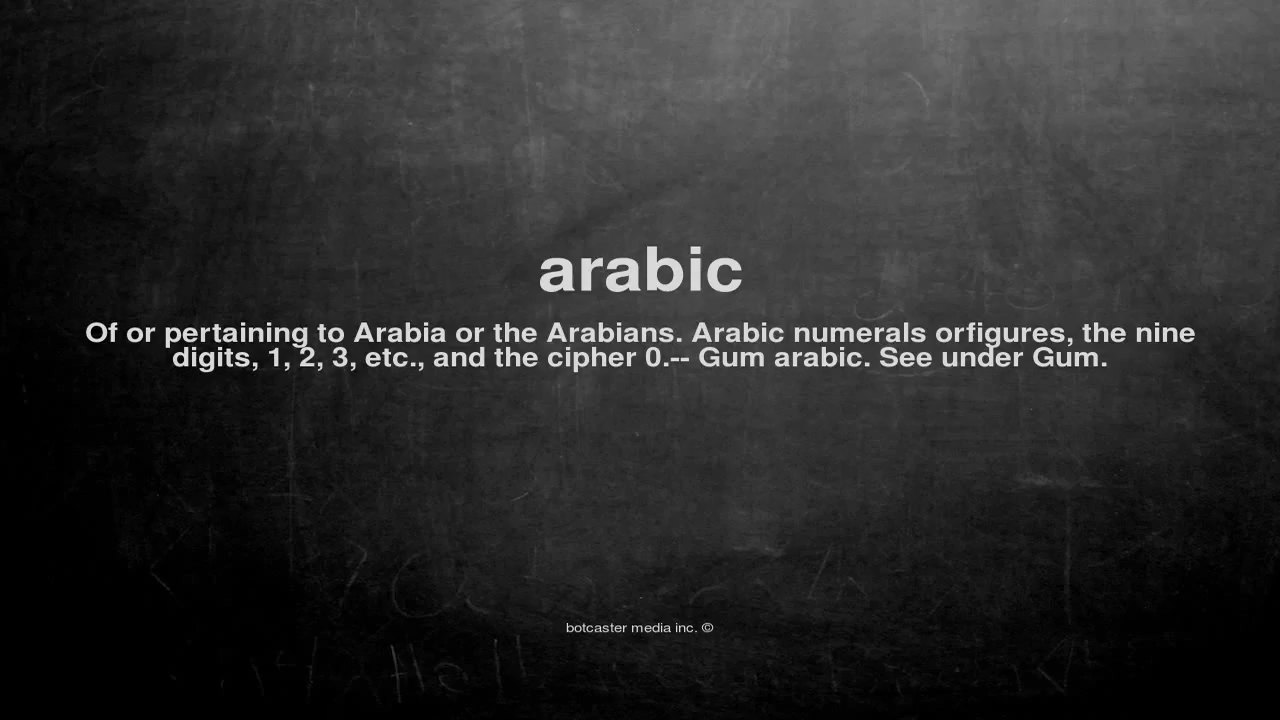 arabic
Of or pertaining to Arabia or the Arabians. Arabic numerals orfigures, the nine
digits, 1, 2, 3, etc., and the cipher 0.-- Gum arabic. See under Gum.
botcaster media inc. ©